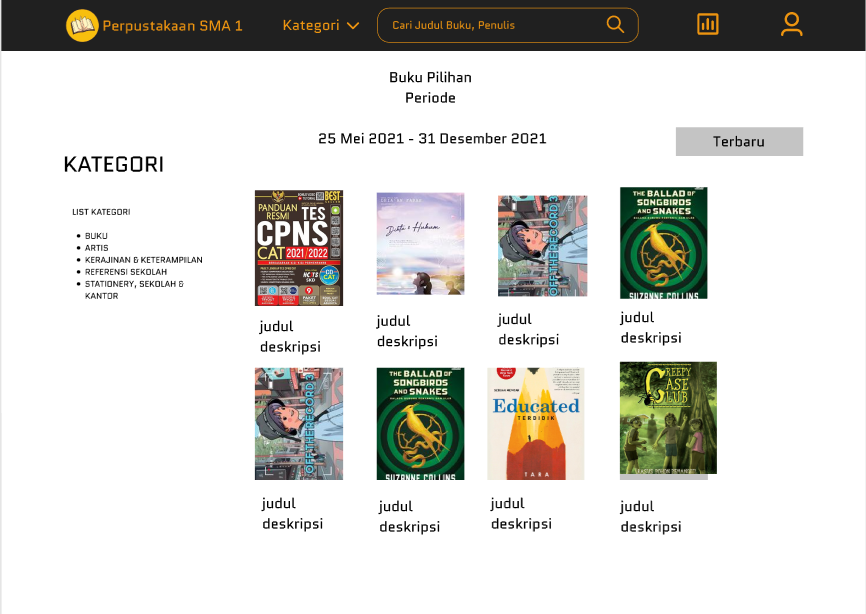 Perpustakaan SMA 1
Kategori
Cari Judul Buku, Penulis
Buku Pilihan
Periode
25 Mei 2021 - 31 Desember 2021
Terbaru
KATEGORI
LIST KATEGORI
BUKU
ARTIS
KERAJINAN & KETERAMPILAN
REFERENSI SEKOLAH
STATIONERY, SEKOLAH &
KANTOR
BEST
PANDUAN
RESMI
TES
CPNS
CAT 2021/2022
CD
CAT
judul
deskripsi
Dikta & Hukum
judul
deskripsi
OFF THE RECORD 3
judul
deskripsi
THE BALLAD OF
SONGBIRDS
AND SNAKES
SUZANNE COLLINS
judul
deskripsi
OFF THE RECORD 3
judul
deskripsi
THE BALLAD OF
SONGBIRDS
AND SNAKES
SUZANNE COLLINS
judul
deskripsi
Educated
TERDIDIK
TARA
judul
deskripsi
CREEPY
CASE
CLUB
judul
deskripsi